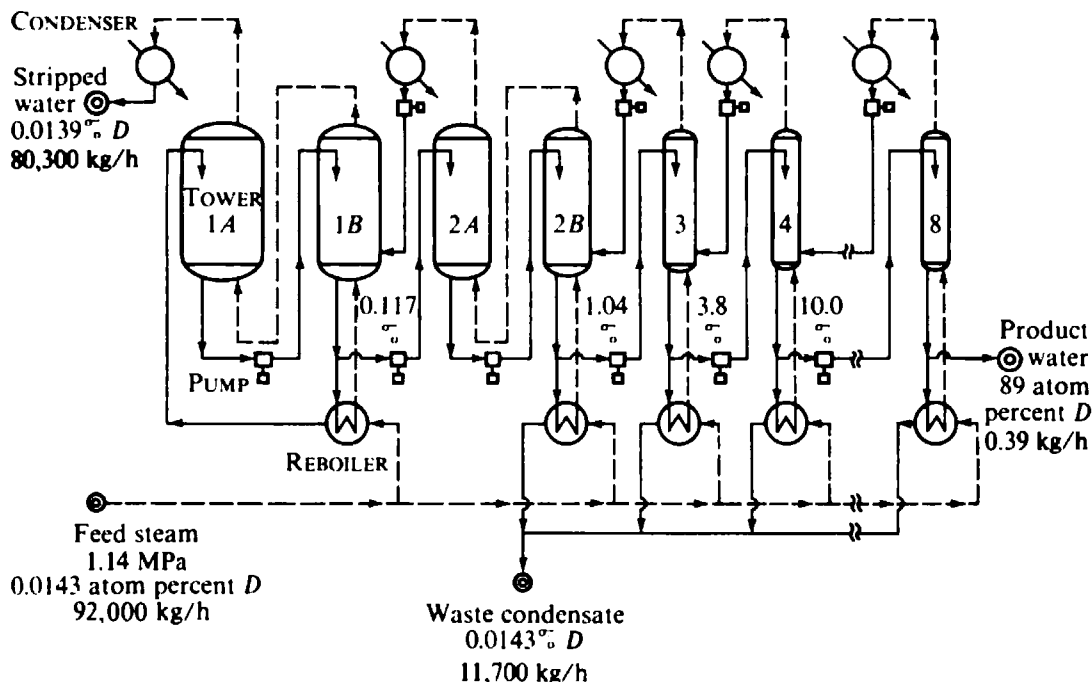 CONDENSER
Stripped
water
0.0139% D
80,300 kg/h
TOWER
1A
1B
2A
2B
3
4
8
0.117
%
1.04
%
3.8
%
10.0
%
PUMP
REBOILER
Product
water
89 atom
percent D
0.39 kg/h
Feed steam
1.14 MPa
0.0143 atom percent D
92,000 kg/h
Waste condensate
0.0143% D
11,700 kg/h